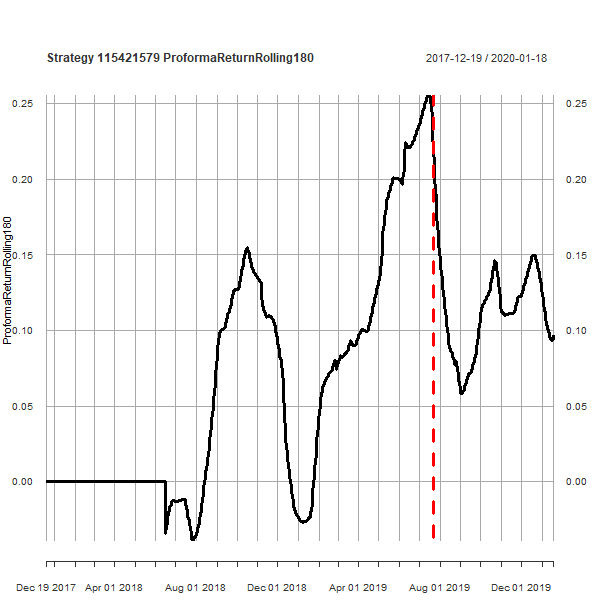 Strategy 115421579 ProformaReturnRolling180
2017-12-19 / 2020-01-18
ProformaReturnRolling180
0.25
0.20
0.15
0.10
0.05
0.00
0.25
0.20
0.15
0.10
0.05
0.00
Dec 19 2017
Apr 01 2018
Aug 01 2018
Dec 01 2018
Apr 01 2019
Aug 01 2019
Dec 01 2019